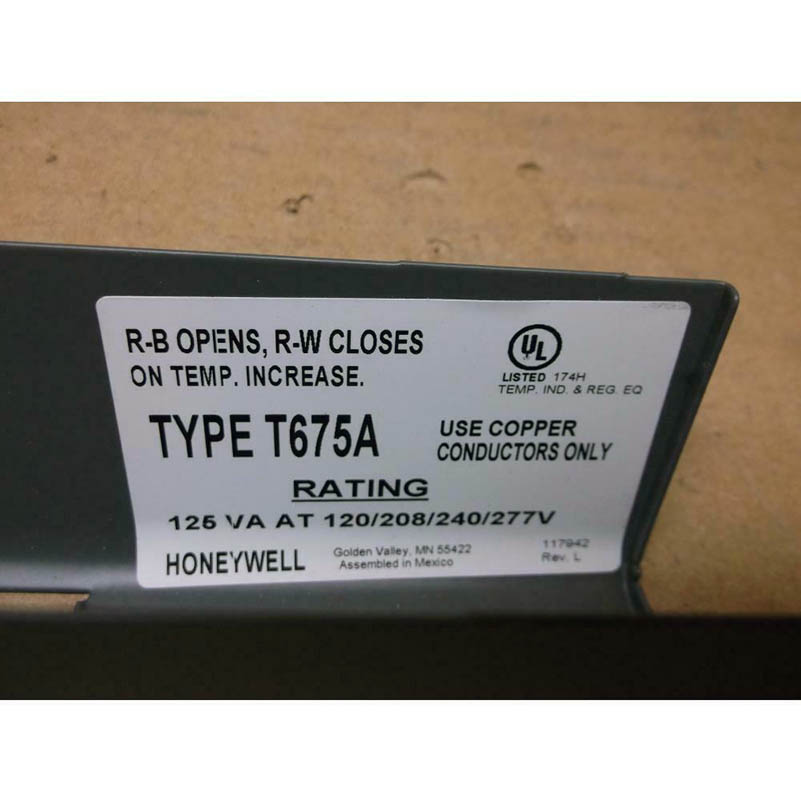 R-B OPENS, R-W CLOSES
ON TEMP. INCREASE.
UL
LISTED 174H
TEMP. IND. & REG. EQ
TYPE T675A
USE COPPER
CONDUCTORS ONLY
RATING
125 VA AT 120/208/240/277V
HONEYWELL
Golden Valley, MN 55422
Assembled in Mexico
117942
Rev. L